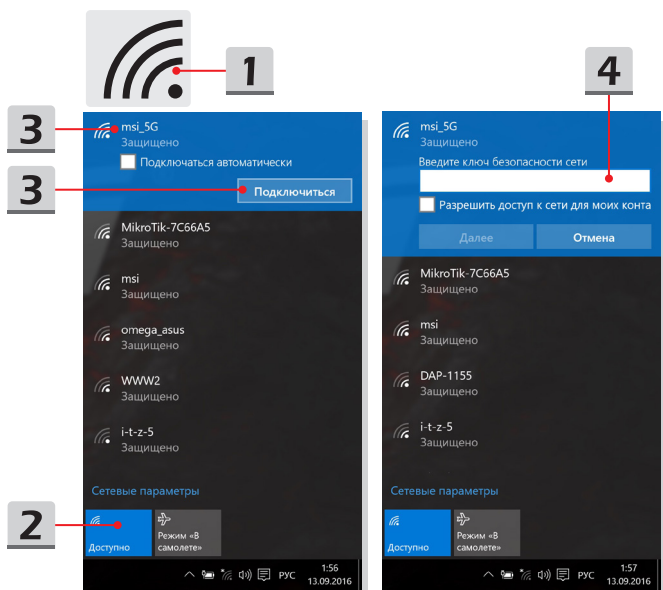 1
3
msi_5G
Защищено
Подключаться автоматически
3
Подключиться
MikroTik-7C66A5
Защищено
msi
Защищено
omega_asus
Защищено
WWW2
Защищено
i-t-z-5
Защищено
Сетевые параметры
2
Доступно
Режим «В
самолете»
РУС
1:56
13.09.2016
4
msi_5G
Защищено
Введите ключ безопасности сети
Разрешить доступ к сети для моих конта
Далее
Отмена
MikroTik-7C66A5
Защищено
msi
Защищено
DAP-1155
Защищено
i-t-z-5
Защищено
Сетевые параметры
Доступно
Режим «В
самолете»
РУС
1:57
13.09.2016